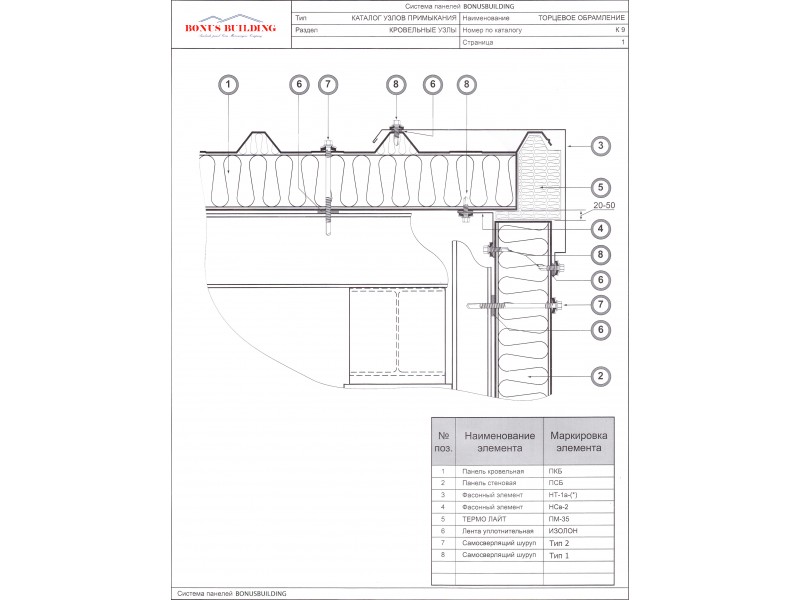 Система панелей BONUSBUILDING
BONUS BUILDING
Тип КАТАЛОГ УЗЛОВ ПРИМЫКАНИЯ
Раздел КРОВЕЛЬНЫЕ УЗЛЫ
Наименование ТОРЦЕВОЕ ОБРАМЛЕНИЕ
Номер по каталогу К 9
Страница 1
1 6 7 8 6 8
3
5
20-50
4
8
6
7
6
2
№ поз. Наименование элемента Маркировка элемента
1 Панель кровельная ПКБ
2 Панель стеновая ПСБ
3 Фасонный элемент НТ-1а-(*)
4 Фасонный элемент НСв-2
5 ТЕРМО ЛАЙТ ПМ-35
6 Лента уплотнительная ИЗОЛОН
7 Самосверлящий шуруп Тип 2
8 Самосверлящий шуруп Тип 1
Система панелей BONUSBUILDING